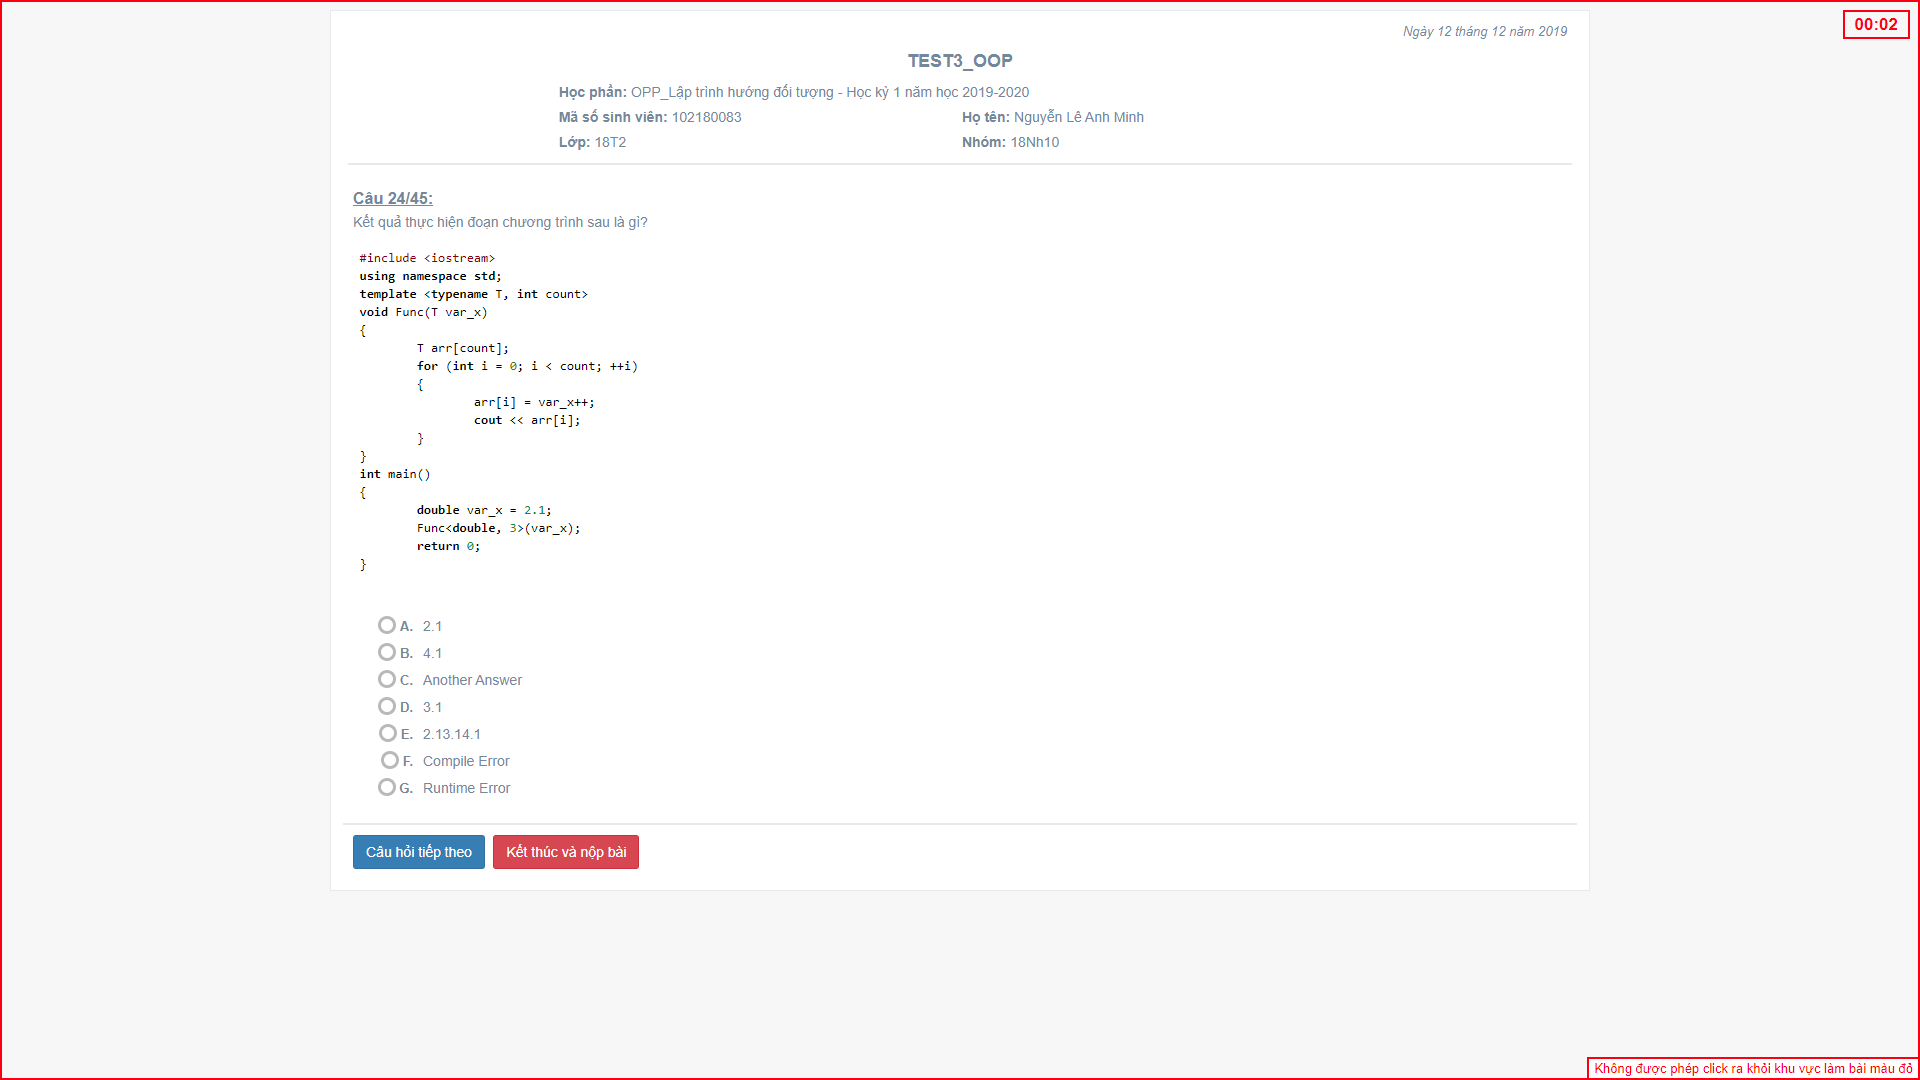 Ngày 12 tháng 12 năm 2019
00:02
TEST3_OOP
Học phần: OPP_Lập trình hướng đối tượng - Học kỳ 1 năm học 2019-2020
Mã số sinh viên: 102180083 Họ tên: Nguyễn Lê Anh Minh
Lớp: 18T2 Nhóm: 18Nh10
Câu 24/45:
Kết quả thực hiện đoạn chương trình sau là gì?
#include <iostream>
using namespace std;
template <typename T, int count>
void Func(T var_x)
{
T arr[count];
for (int i = 0; i < count; ++i)
{
arr[i] = var_x++;
cout << arr[i];
}
}
int main()
{
double var_x = 2.1;
Func<double, 3>(var_x);
return 0;
}
A. 2.1
B. 4.1
C. Another Answer
D. 3.1
E. 2.13.14.1
F. Compile Error
G. Runtime Error
Câu hỏi tiếp theo Kết thúc và nộp bài
Không được phép click ra khỏi khu vực làm bài màu đỏ